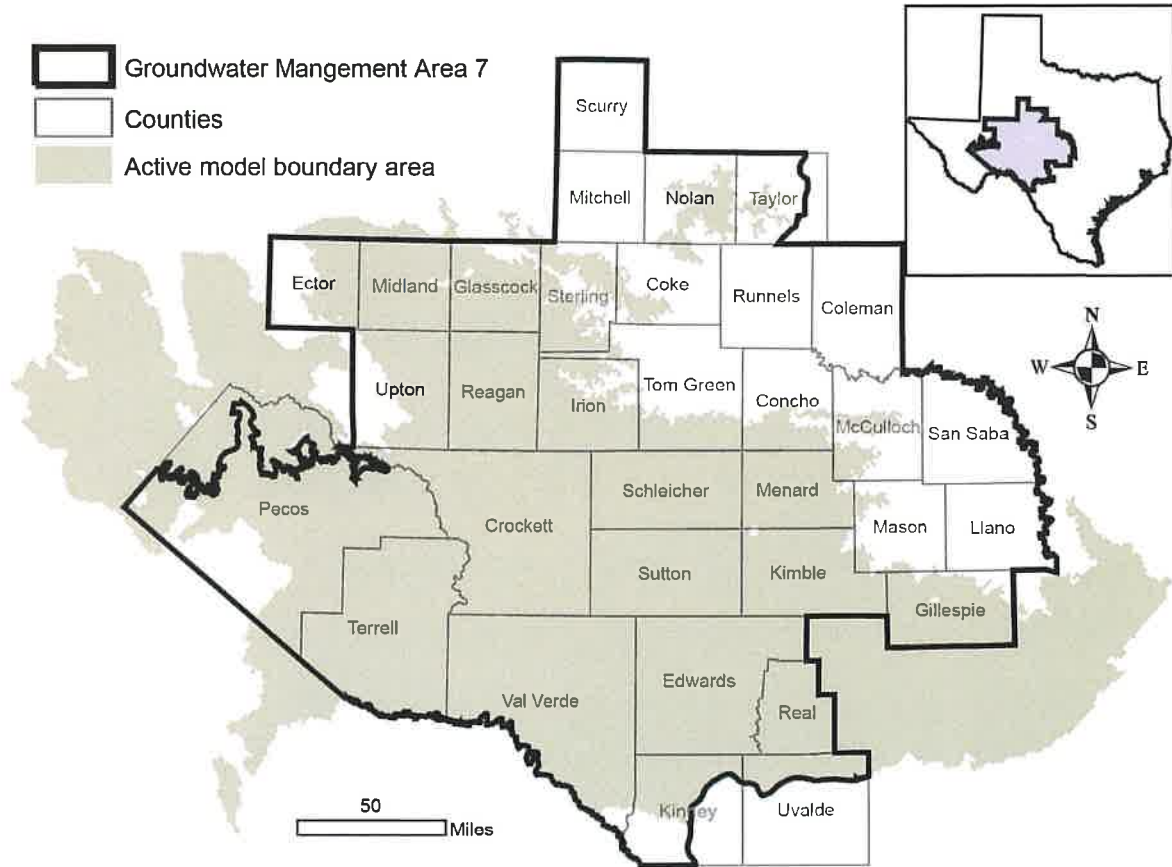 Groundwater Mangement Area 7
Counties
Active model boundary area
Scurry
Mitchell
Nolan
Taylor
Ector
Midland
Glasscock
Sterling
Coke
Runnels
Coleman
Upton
Reagan
Irion
Tom Green
Concho
McCulloch
San Saba
Pecos
Crockett
Schleicher
Menard
Mason
Llano
Sutton
Kimble
Gillespie
Terrell
Val Verde
Edwards
Real
Kinney
Uvalde
N
W
E
S
50
Miles